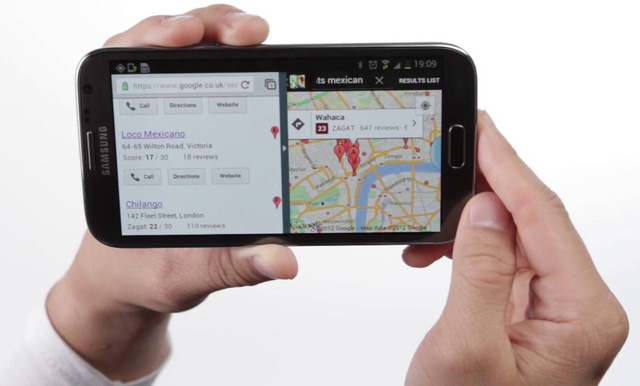 SAMSUNG
19:09
https://www.google.co.uk/
Call
Directions
Website
Loco Mexicano
64-65 Wilton Road, Victoria
Score: 17 / 30 18 reviews
Call
Directions
Website
Chilango
142 Fleet Street, London
Zagat: 22 / 30 110 reviews
ts mexican
RESULTS LIST
Wahaca
23 ZAGAT 647 reviews
Temple
2012 Google - Map data ©2012 Google